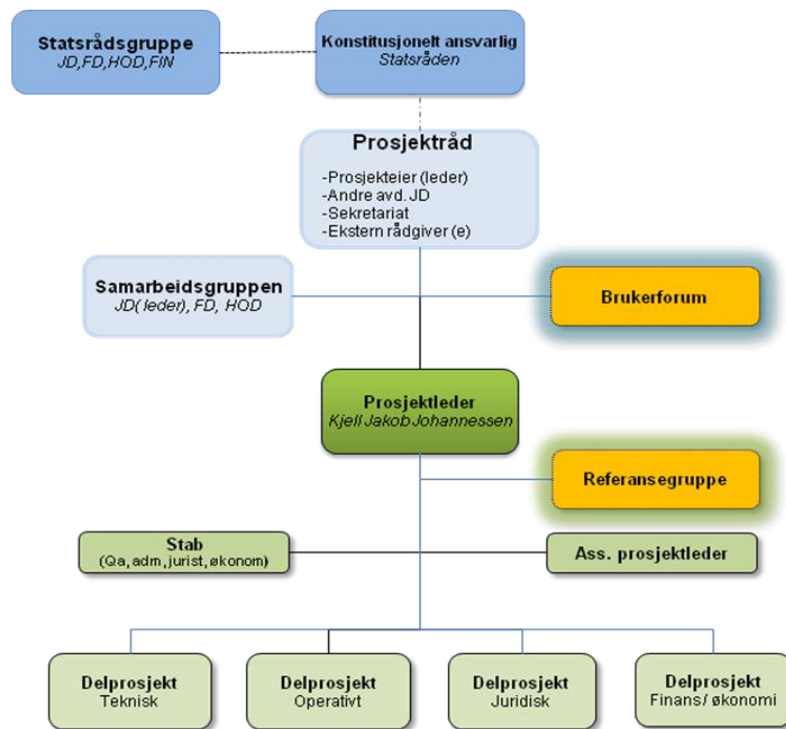 Statsrådsgruppe
JD,FD,HOD,FIN
Konstitusjonelt ansvarlig
Statsråden
Prosjektråd
-Prosjekteier (leder)
-Andre avd. JD
-Sekretariat
-Ekstern rådgiver (e)
Samarbeidsgruppen
JD( leder), FD, HOD
Brukerforum
Prosjektleder
Kjell Jakob Johannessen
Referansegruppe
Stab
(Qa, adm, jurist, økonom)
Ass. prosjektleder
Delprosjekt
Teknisk
Delprosjekt
Operativt
Delprosjekt
Juridisk
Delprosjekt
Finans/ økonomi